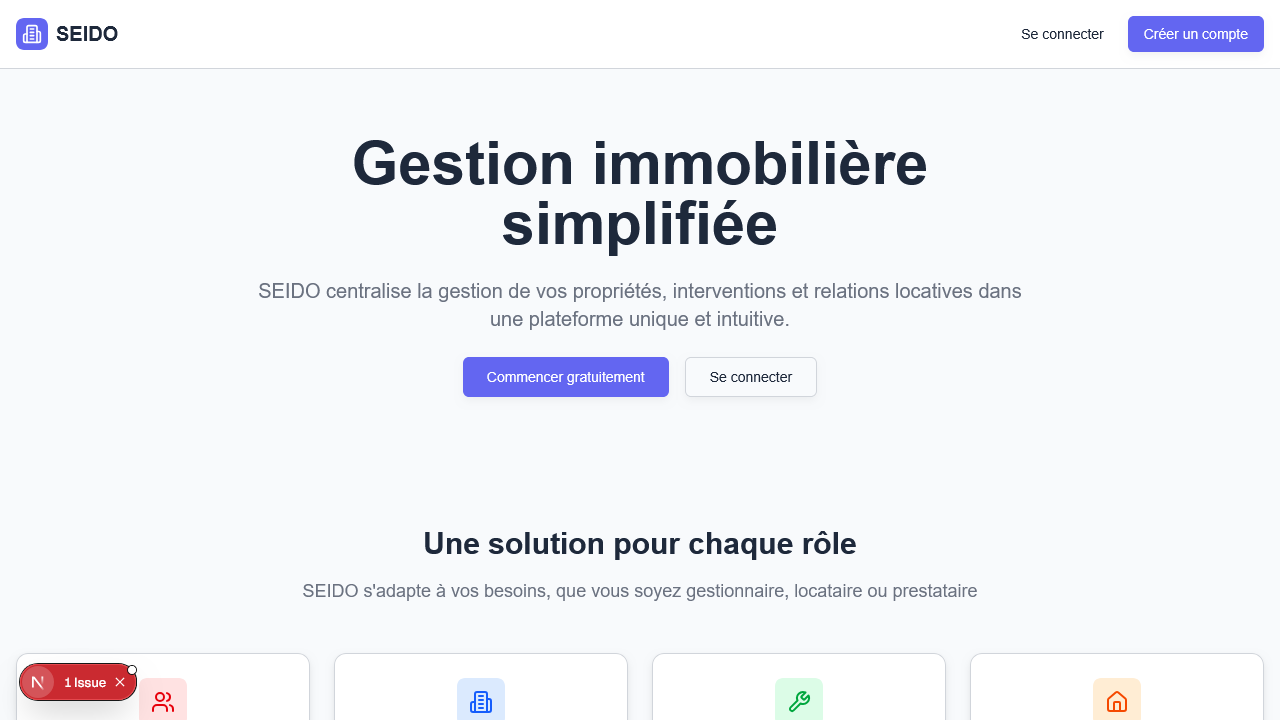 SEIDO
Se connecter
Créer un compte
Gestion immobilière
simplifiée
SEIDO centralise la gestion de vos propriétés, interventions et relations locatives dans
une plateforme unique et intuitive.
Commencer gratuitement
Se connecter
Une solution pour chaque rôle
SEIDO s'adapte à vos besoins, que vous soyez gestionnaire, locataire ou prestataire
1 Issue